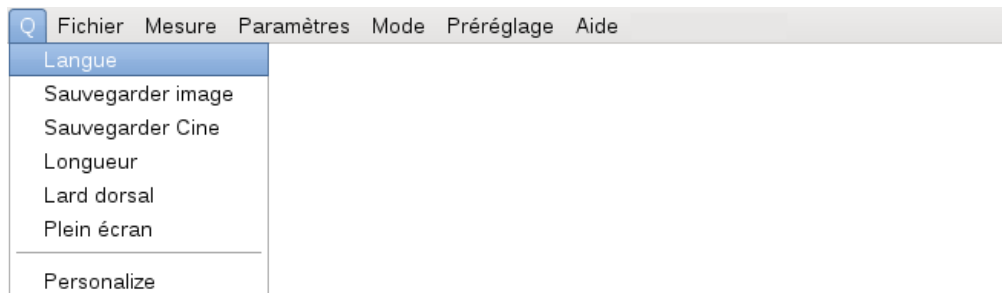 Q Fichier Mesure Paramètres Mode Préréglage Aide
Langue
Sauvegarder image
Sauvegarder Cine
Longueur
Lard dorsal
Plein écran
Personalize